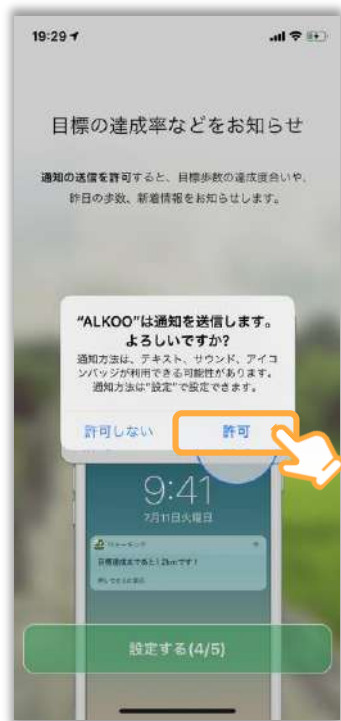 19:29
目標の達成率などをお知らせ
通知の送信を許可すると、目標歩数の達成度合いや、
昨日の歩数、新着情報をお知らせします。
"ALKOO"は通知を送信します。
よろしいですか?
通知方法は、テキスト、サウンド、アイコ
ンバッジが利用できる可能性があります。
通知方法は"設定"で設定できます。
許可しない
許可
9:41
7月11日火曜日
目標達成まであと1.2kmです!
設定する(4/5)